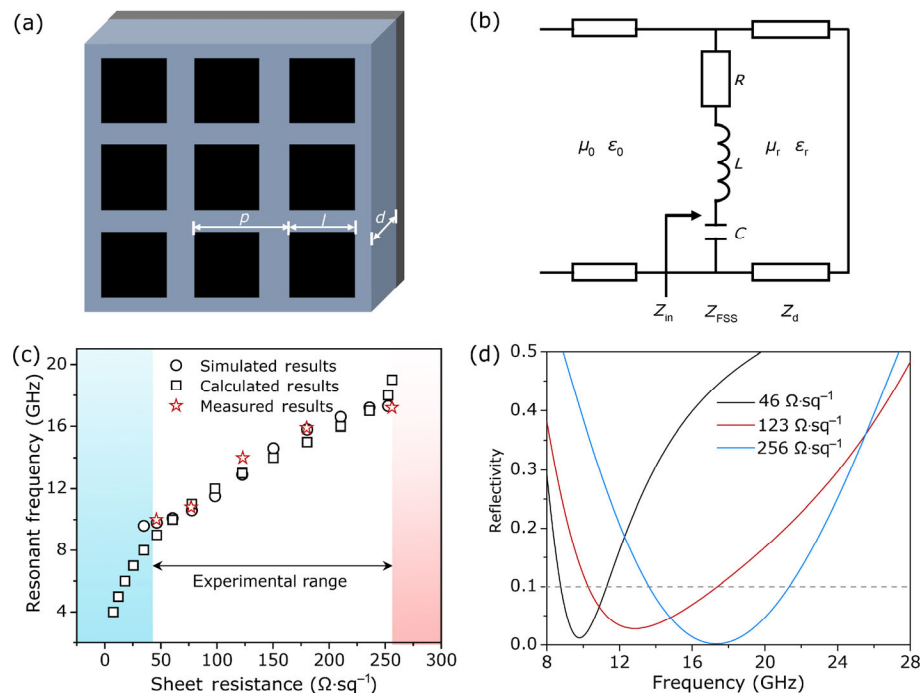 (a)
p
l
d
(b)
R
L
C
μ₀ ε₀
μᵣ εᵣ
Z_in
Z_FSS
Z_d
(c)
Resonant frequency (GHz)
20
16
12
8
4
Simulated results
Calculated results
Measured results
Experimental range
0 50 100 150 200 250 300
Sheet resistance (Ω·sq⁻¹)
(d)
Reflectivity
0.5
0.4
0.3
0.2
0.1
0.0
46 Ω·sq⁻¹
123 Ω·sq⁻¹
256 Ω·sq⁻¹
8 12 16 20 24 28
Frequency (GHz)